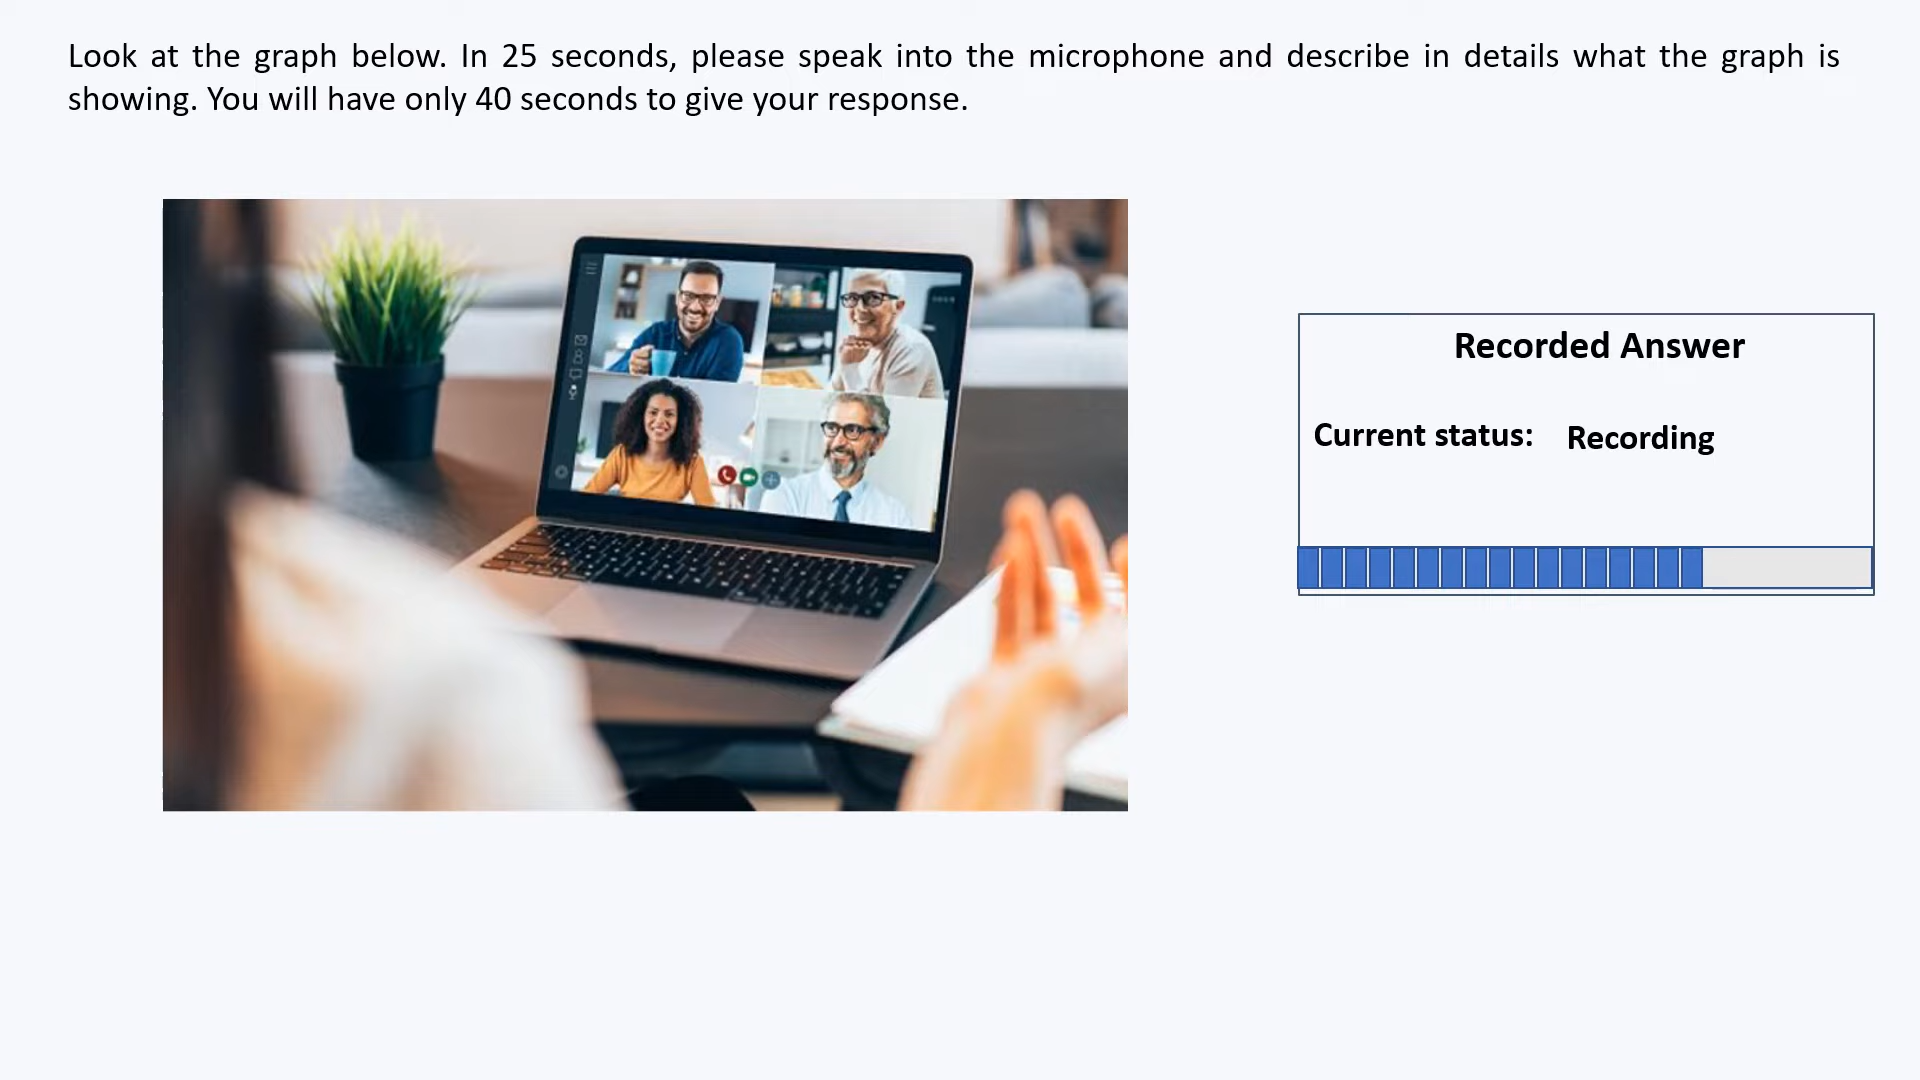 Look at the graph below. In 25 seconds, please speak into the microphone and describe in details what the graph is
showing. You will have only 40 seconds to give your response.
Recorded Answer
Current status: Recording